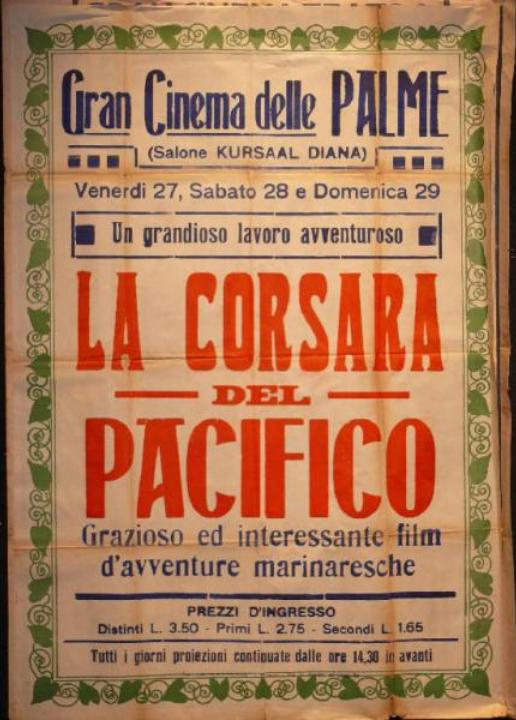 Gran Cinema delle PALME
(Salone KURSAAL DIANA)
Venerdi 27, Sabato 28 e Domenica 29
Un grandioso lavoro avventuroso
LA CORSARA
DEL
PACIFICO
Grazioso ed interessante film
d'avventure marinaresche
PREZZI D'INGRESSO
Distinti L. 3.50 - Primi L. 2.75 - Secondi L. 1.65
Tutti i giorni proiezioni continuate dalle ore 14,30 in avanti